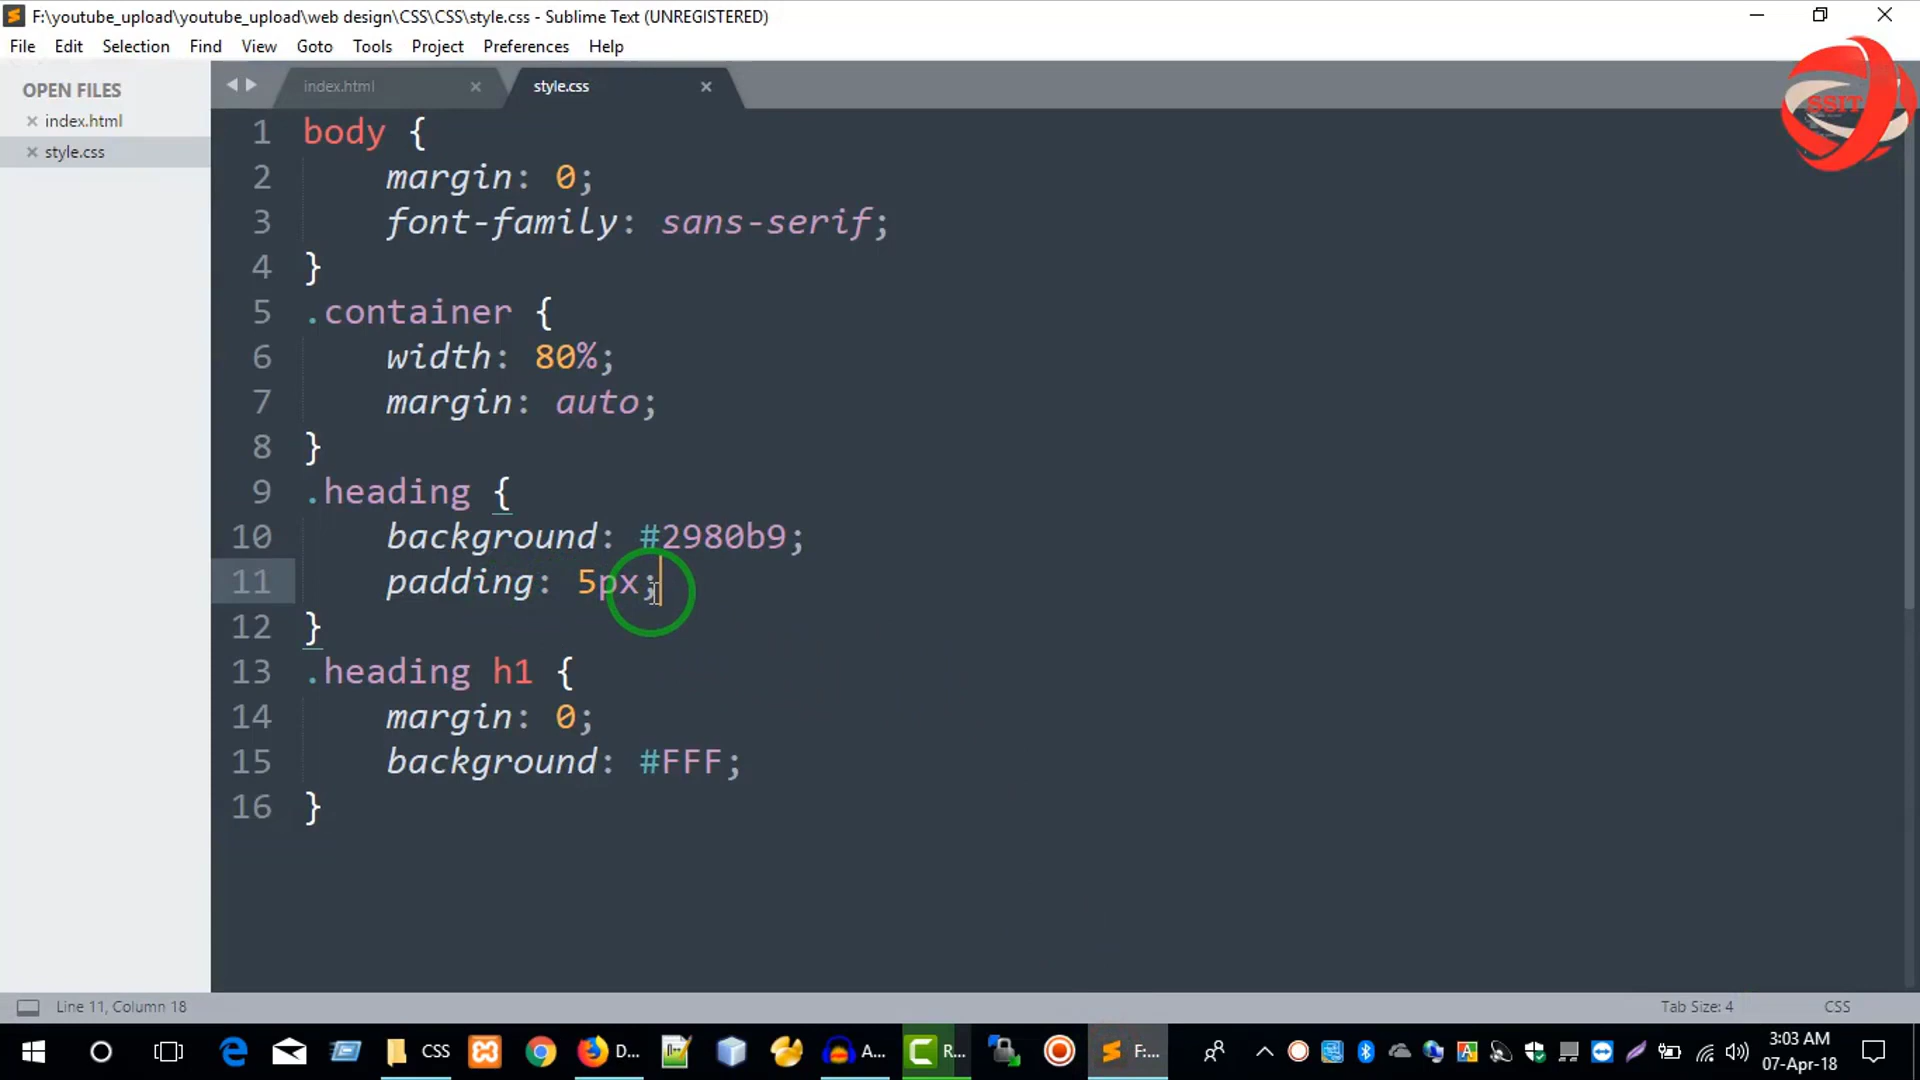 F:\youtube_upload\youtube_upload\web design\CSS\CSS\style.css - Sublime Text (UNREGISTERED)
File Edit Selection Find View Goto Tools Project Preferences Help
OPEN FILES
index.html
style.css
index.html
style.css
SSIT
1 body {
2 margin: 0;
3 font-family: sans-serif;
4 }
5 .container {
6 width: 80%;
7 margin: auto;
8 }
9 .heading {
10 background: #2980b9;
11 padding: 5px;
12 }
13 .heading h1 {
14 margin: 0;
15 background: #FFF;
16 }
Line 11, Column 18
Tab Size: 4
CSS
CSS
D...
A...
R...
F:...
3:03 AM
07-Apr-18